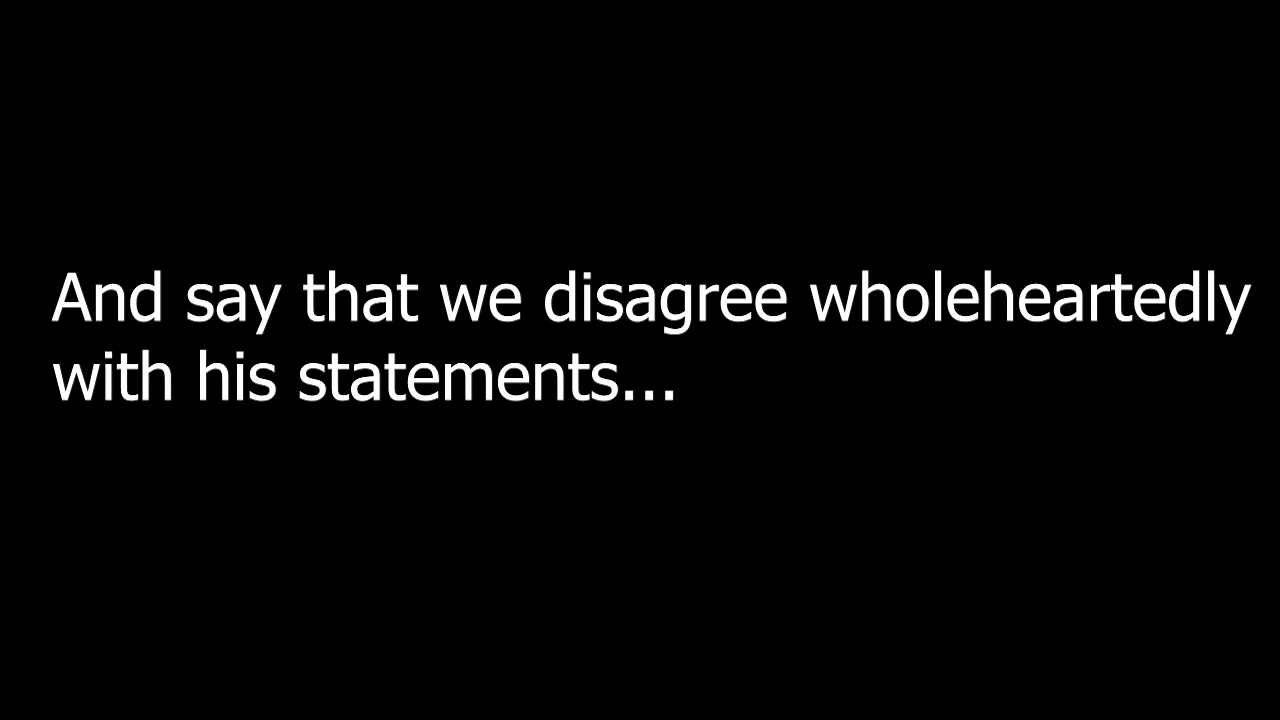 And say that we disagree wholeheartedly
with his statements...